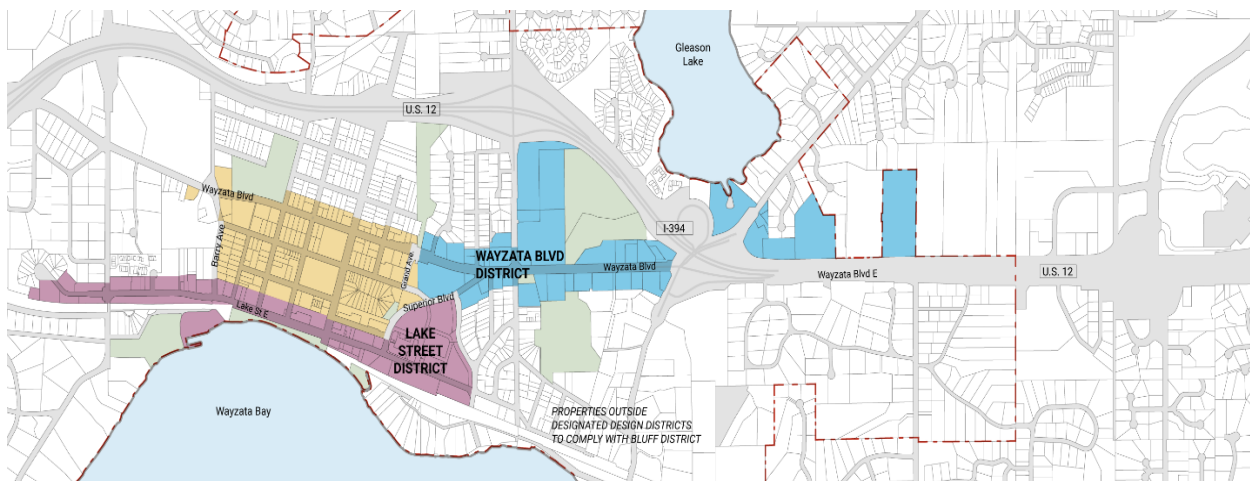 Gleason
Lake
U.S. 12
Wayzata Blvd
Barry Ave
Grand Ave
I-394
WAYZATA BLVD
DISTRICT
Wayzata Blvd
Wayzata Blvd E
U.S. 12
Superior Blvd
Lake St E
LAKE
STREET
DISTRICT
Wayzata Bay
PROPERTIES OUTSIDE
DESIGNATED DESIGN DISTRICTS
TO COMPLY WITH BLUFF DISTRICT